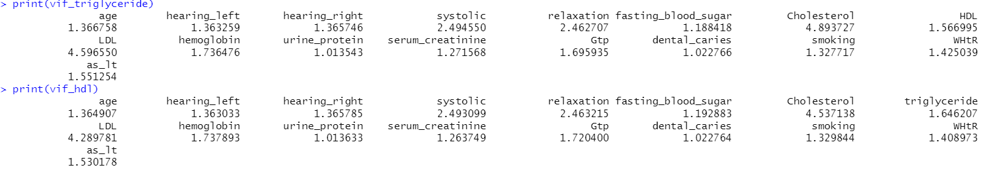 > print(vif_triglyceride)
age hearing_left hearing_right systolic relaxation fasting_blood_sugar Cholesterol HDL
1.366758 1.363259 1.365746 2.494550 2.462707 1.188418 4.893727 1.566995
LDL hemoglobin urine_protein serum_creatinine Gtp dental_caries smoking WHtR
4.596550 1.736476 1.013543 1.271568 1.695935 1.022766 1.327717 1.425039
as_lt
1.551254
> print(vif_hdl)
age hearing_left hearing_right systolic relaxation fasting_blood_sugar Cholesterol triglyceride
1.364907 1.363033 1.365785 2.493099 2.463215 1.192883 4.537138 1.646207
LDL hemoglobin urine_protein serum_creatinine Gtp dental_caries smoking WHtR
4.289781 1.737893 1.013633 1.263749 1.720400 1.022764 1.329844 1.408973
as_lt
1.530178